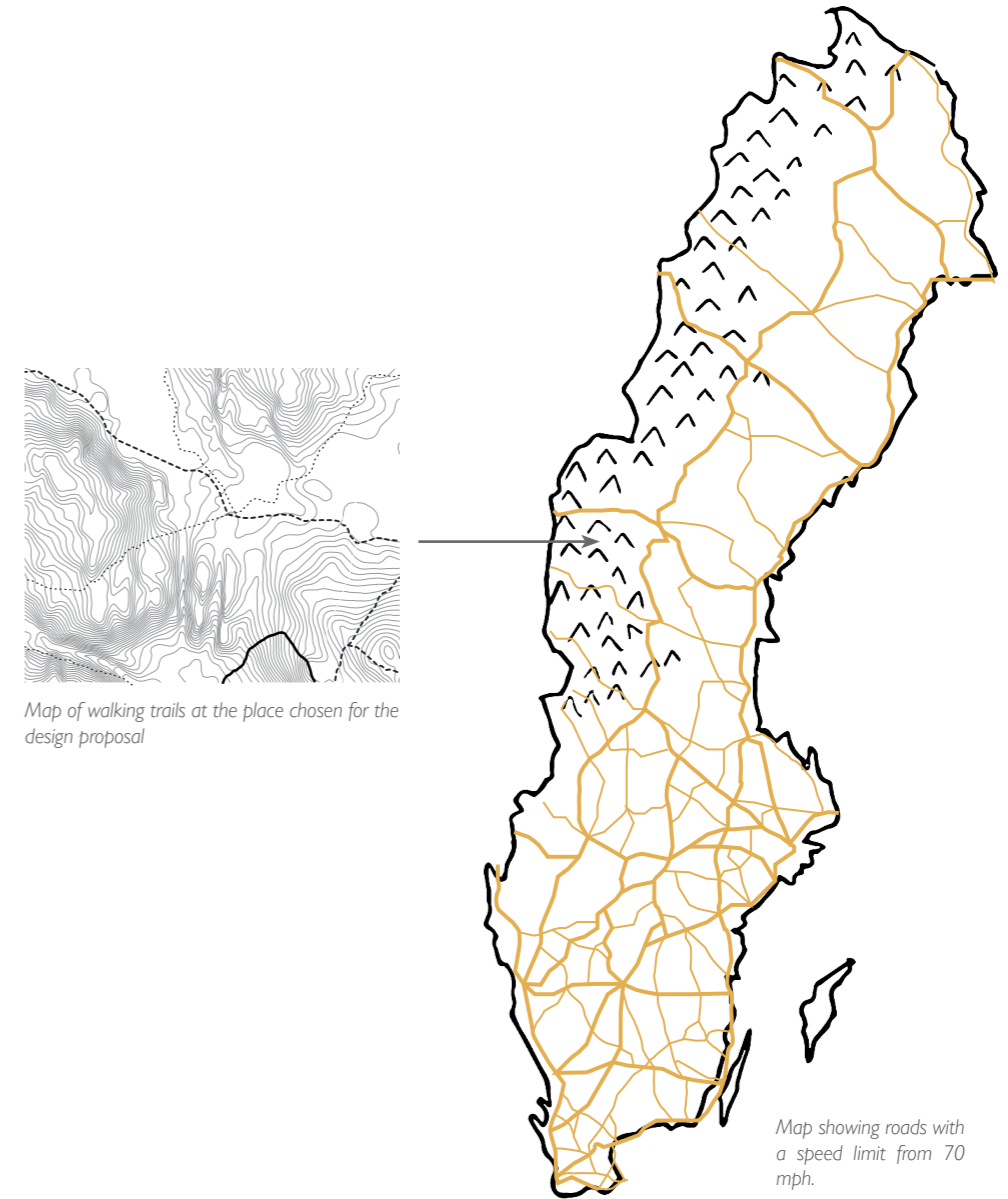 Map of walking trails at the place chosen for the
design proposal
Map showing roads with
a speed limit from 70
mph.